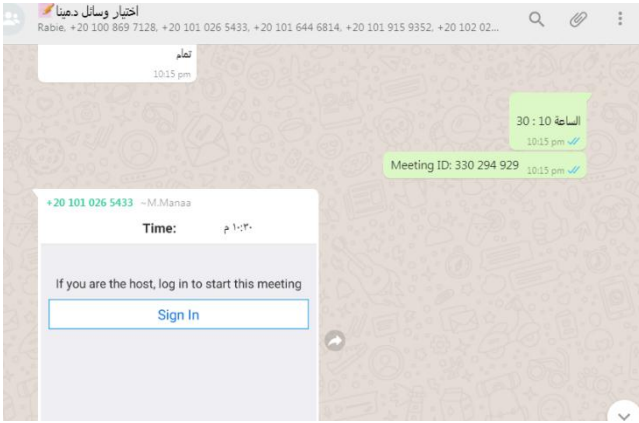 اختيار وسائل د.مينا
Rabie, +20 100 869 7128, +20 101 026 5433, +20 101 644 6814, +20 101 915 9352, +20 102 02...
تمام
10:15 pm
الساعة 10 : 30
10:15 pm
Meeting ID: 330 294 929 10:15 pm
+20 101 026 5433 ~M.Manaa
Time: ١٠:٣٠ م
If you are the host, log in to start this meeting
Sign In